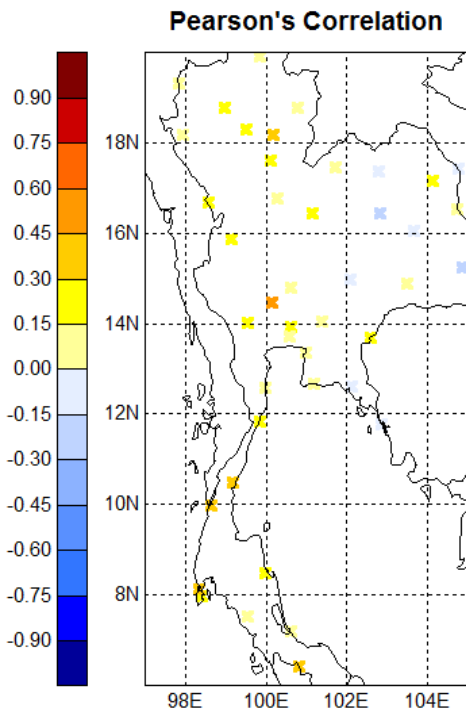 Pearson's Correlation
0.90
0.75
0.60
0.45
0.30
0.15
0.00
-0.15
-0.30
-0.45
-0.60
-0.75
-0.90
18N
16N
14N
12N
10N
8N
98E 100E 102E 104E